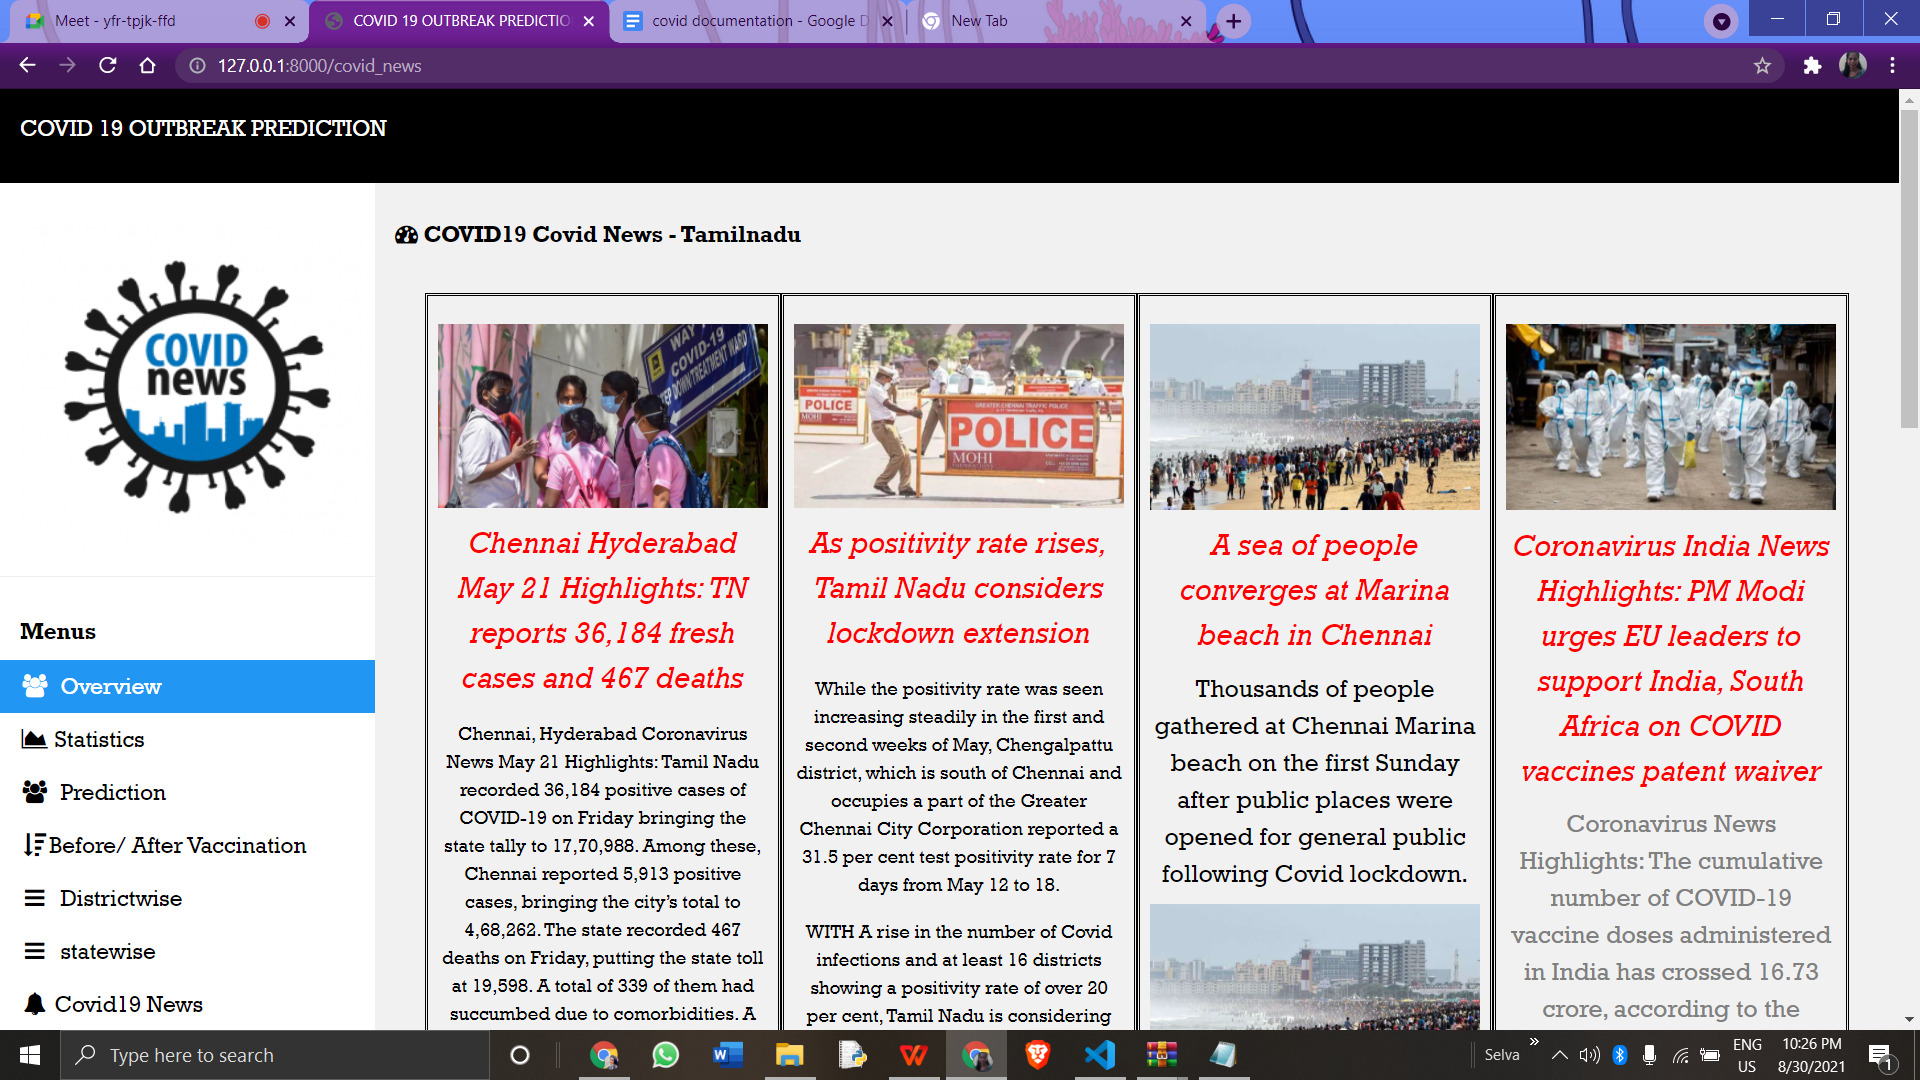 Meet - yfr-tpjk-ffd
COVID 19 OUTBREAK PREDICTIO
covid documentation - Google D
New Tab
127.0.0.1:8000/covid_news
COVID 19 OUTBREAK PREDICTION
COVID
news
Menus
Overview
Statistics
Prediction
Before/ After Vaccination
Districtwise
statewise
Covid19 News
COVID19 Covid News - Tamilnadu
WAY
COVID-19
TREATMENT WARD
Chennai Hyderabad
May 21 Highlights: TN
reports 36,184 fresh
cases and 467 deaths
Chennai, Hyderabad Coronavirus
News May 21 Highlights: Tamil Nadu
recorded 36,184 positive cases of
COVID-19 on Friday bringing the
state tally to 17,70,988. Among these,
Chennai reported 5,913 positive
cases, bringing the city’s total to
4,68,262. The state recorded 467
deaths on Friday, putting the state toll
at 19,598. A total of 339 of them had
succumbed due to comorbidities. A
POLICE
MOHI
GREATER CHENNAI TRAFFIC POLICE
POLICE
MOHI
As positivity rate rises,
Tamil Nadu considers
lockdown extension
While the positivity rate was seen
increasing steadily in the first and
second weeks of May, Chengalpattu
district, which is south of Chennai and
occupies a part of the Greater
Chennai City Corporation reported a
31.5 per cent test positivity rate for 7
days from May 12 to 18.
WITH A rise in the number of Covid
infections and at least 16 districts
showing a positivity rate of over 20
per cent, Tamil Nadu is considering
A sea of people
converges at Marina
beach in Chennai
Thousands of people
gathered at Chennai Marina
beach on the first Sunday
after public places were
opened for general public
following Covid lockdown.
Coronavirus India News
Highlights: PM Modi
urges EU leaders to
support India, South
Africa on COVID
vaccines patent waiver
Coronavirus News
Highlights: The cumulative
number of COVID-19
vaccine doses administered
in India has crossed 16.73
crore, according to the
Type here to search
Selva
ENG
US
10:26 PM
8/30/2021
1